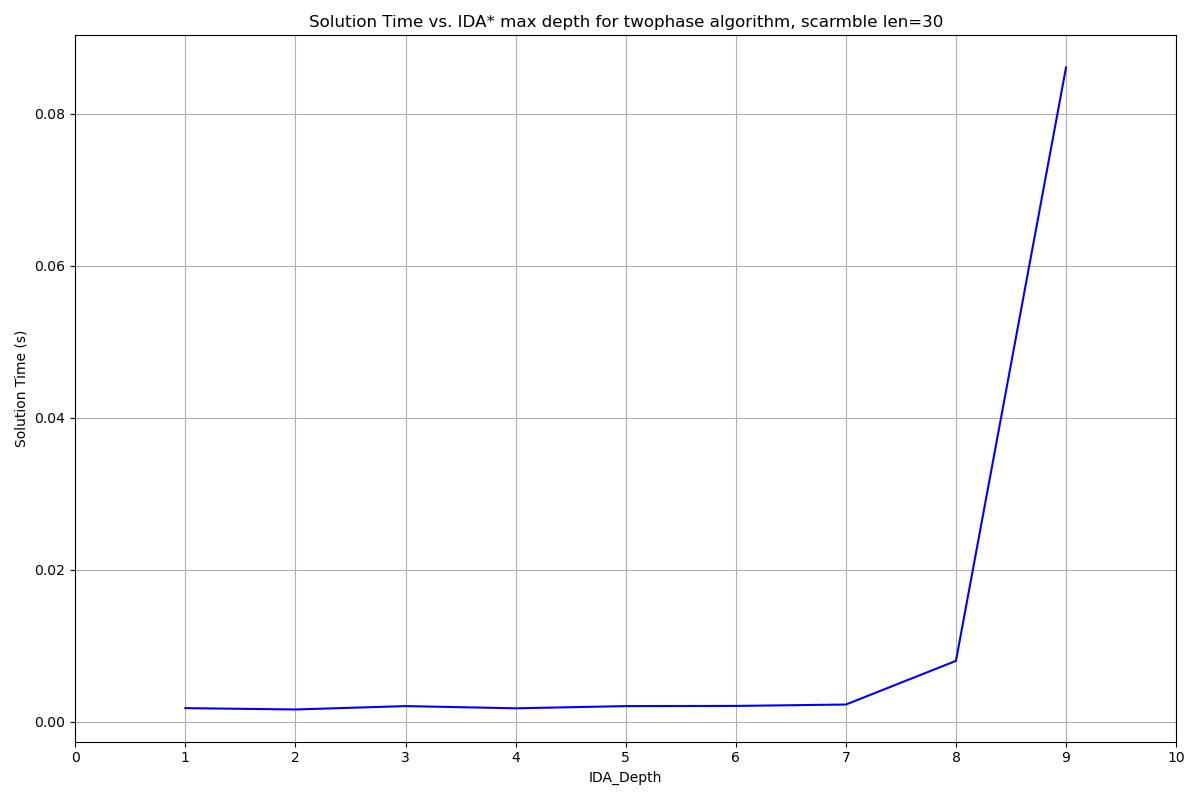 Solution Time vs. IDA* max depth for twophase algorithm, scarmble len=30
0.08
0.06
0.04
0.02
0.00
Solution Time (s)
0 1 2 3 4 5 6 7 8 9 10
IDA_Depth